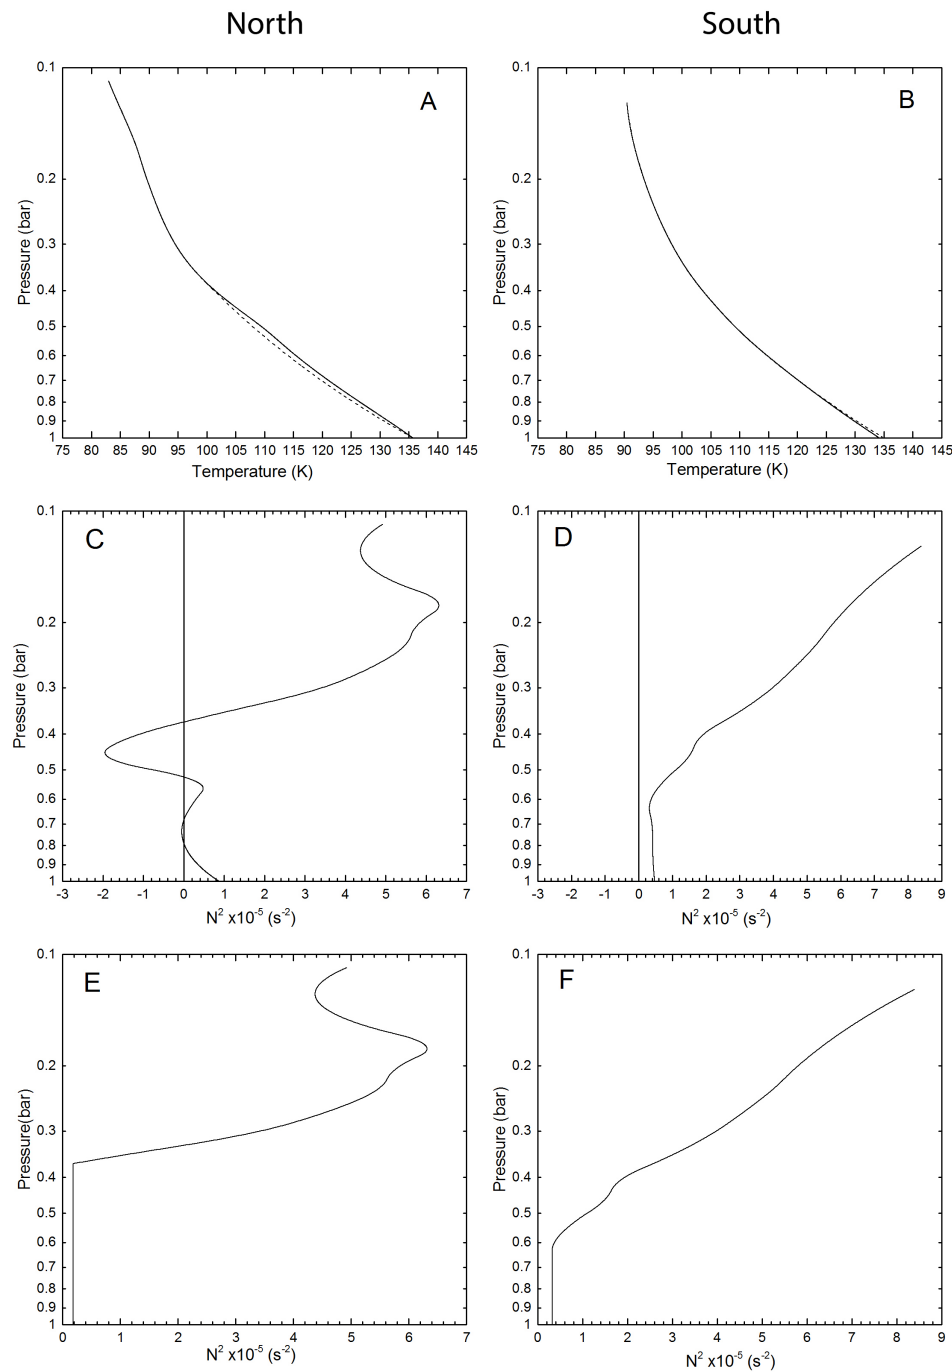 North South
A
0.1
0.2
0.3
0.4
0.5
0.6
0.7
0.8
0.9
1
Pressure (bar)
75 80 85 90 95 100 105 110 115 120 125 130 135 140 145
Temperature (K)
B
0.1
0.2
0.3
0.4
0.5
0.6
0.7
0.8
0.9
1
Pressure (bar)
75 80 85 90 95 100 105 110 115 120 125 130 135 140 145
Temperature (K)
C
0.1
0.2
0.3
0.4
0.5
0.6
0.7
0.8
0.9
1
Pressure (bar)
-3 -2 -1 0 1 2 3 4 5 6 7
N² x10⁻⁵ (s⁻²)
D
0.1
0.2
0.3
0.4
0.5
0.6
0.7
0.8
0.9
1
Pressure (bar)
-3 -2 -1 0 1 2 3 4 5 6 7 8 9
N² x10⁻⁵ (s⁻²)
E
0.1
0.2
0.3
0.4
0.5
0.6
0.7
0.8
0.9
1
Pressure(bar)
0 1 2 3 4 5 6 7
N² x10⁻⁵ (s⁻²)
F
0.1
0.2
0.3
0.4
0.5
0.6
0.7
0.8
0.9
1
Pressure (bar)
0 1 2 3 4 5 6 7 8 9
N² x10⁻⁵ (s⁻²)